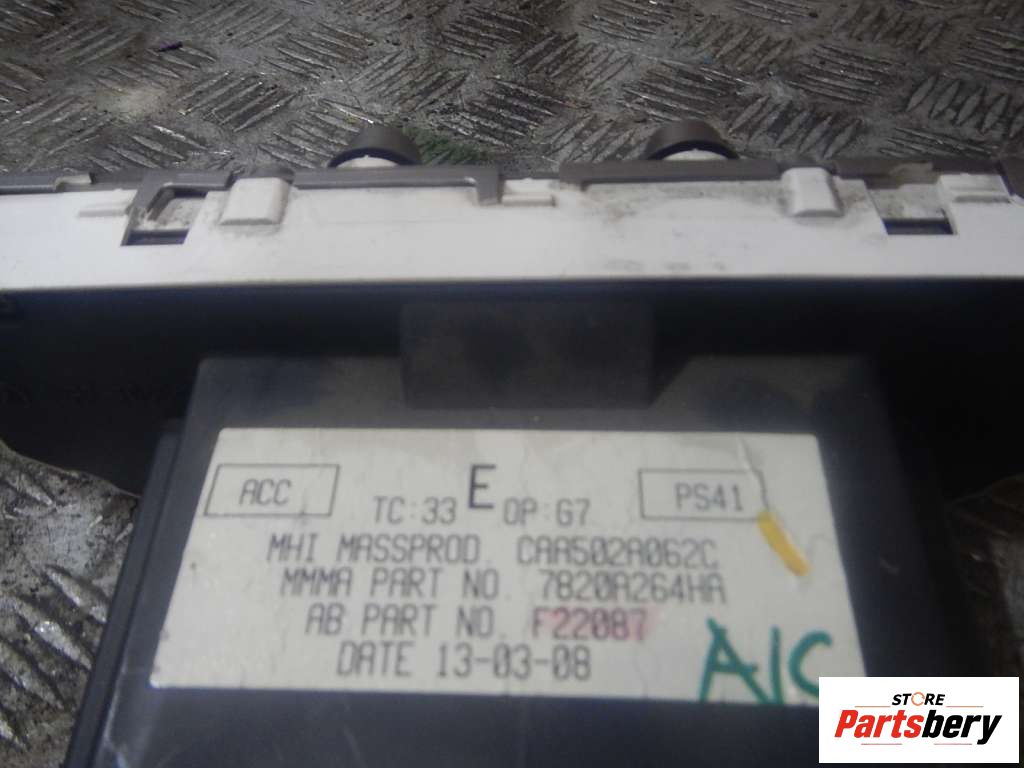 ACC
TC:33 E OP:67
PS41
MHI MASSPROD. CAA502A062C
MMMA PART NO. 7820A264HA
AB PART NO. F22087
DATE 13-03-08
A/C
STORE
Partsbery